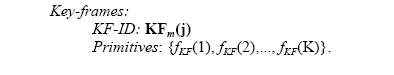 Key-frames:
KF-ID: KFm(j)
Primitives: {fKF(1), fKF(2),..., fKF(K)}.